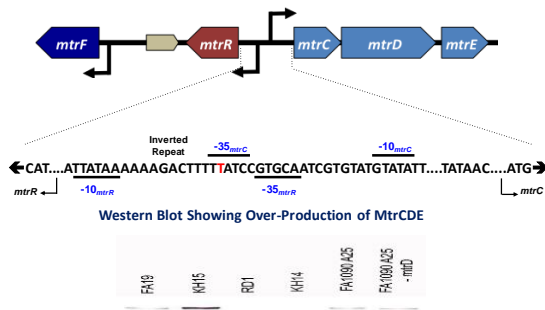 mtrF
mtrR
mtrC
mtrD
mtrE
Inverted
Repeat
-35mtrC
-10mtrC
CAT....ATTATAAAAAAGACTTTTTATCCGTGCAATCGTGTATGTATATT....TATAAC....ATG
mtrR
-10mtrR
-35mtrR
mtrC
Western Blot Showing Over-Production of MtrCDE
FA19
KH15
RD1
KH14
FA1090 A25
FA1090 A25
- mtrD